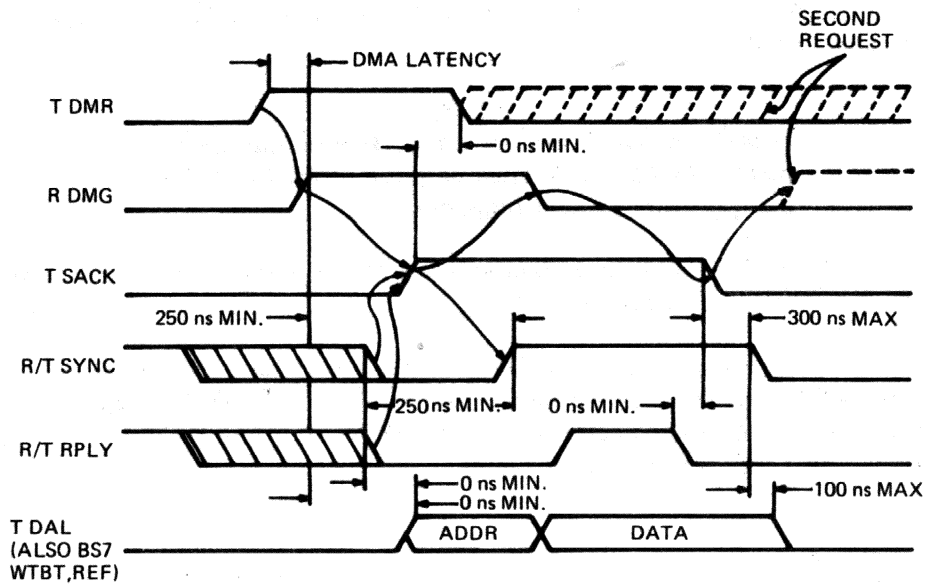 SECOND
REQUEST
DMA LATENCY
T DMR
0 ns MIN.
R DMG
T SACK
250 ns MIN.
300 ns MAX
R/T SYNC
250 ns MIN.
0 ns MIN.
R/T RPLY
0 ns MIN.
100 ns MAX
0 ns MIN.
T DAL
(ALSO BS7
WTBT,REF)
ADDR
DATA